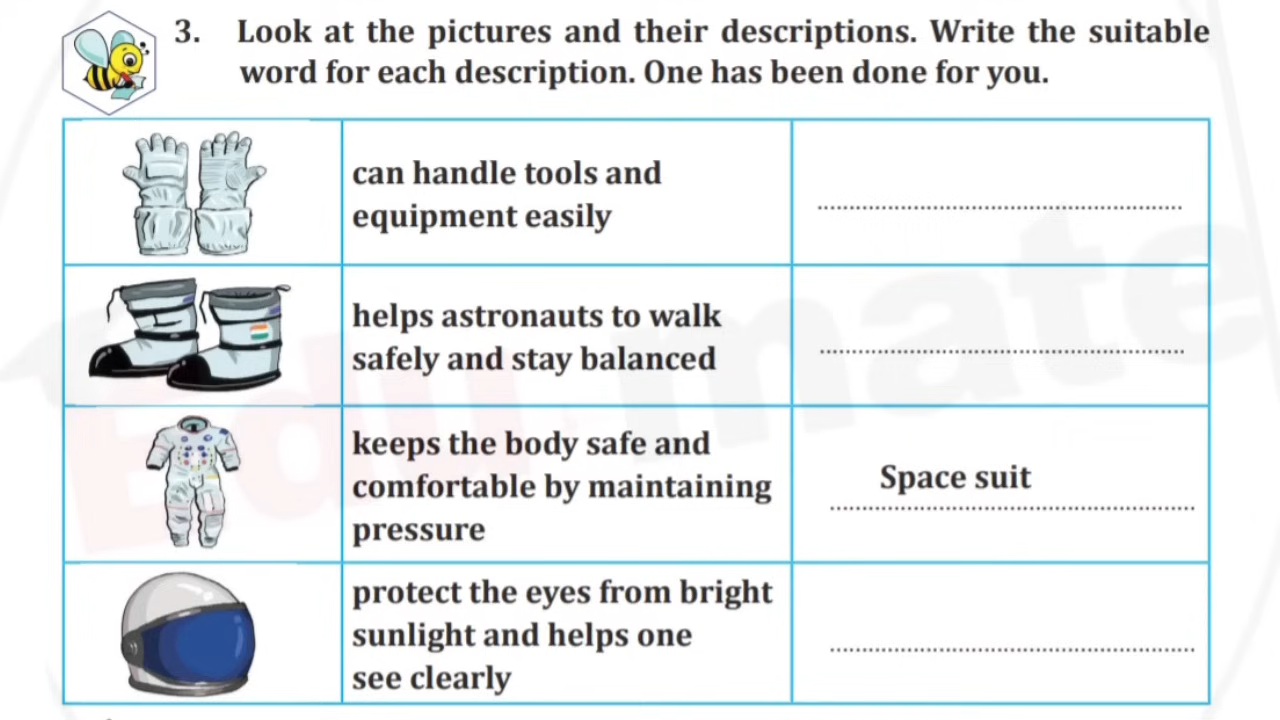 3. Look at the pictures and their descriptions. Write the suitable
word for each description. One has been done for you.
can handle tools and
equipment easily
helps astronauts to walk
safely and stay balanced
keeps the body safe and
comfortable by maintaining
pressure
Space suit
protect the eyes from bright
sunlight and helps one
see clearly
Edumate